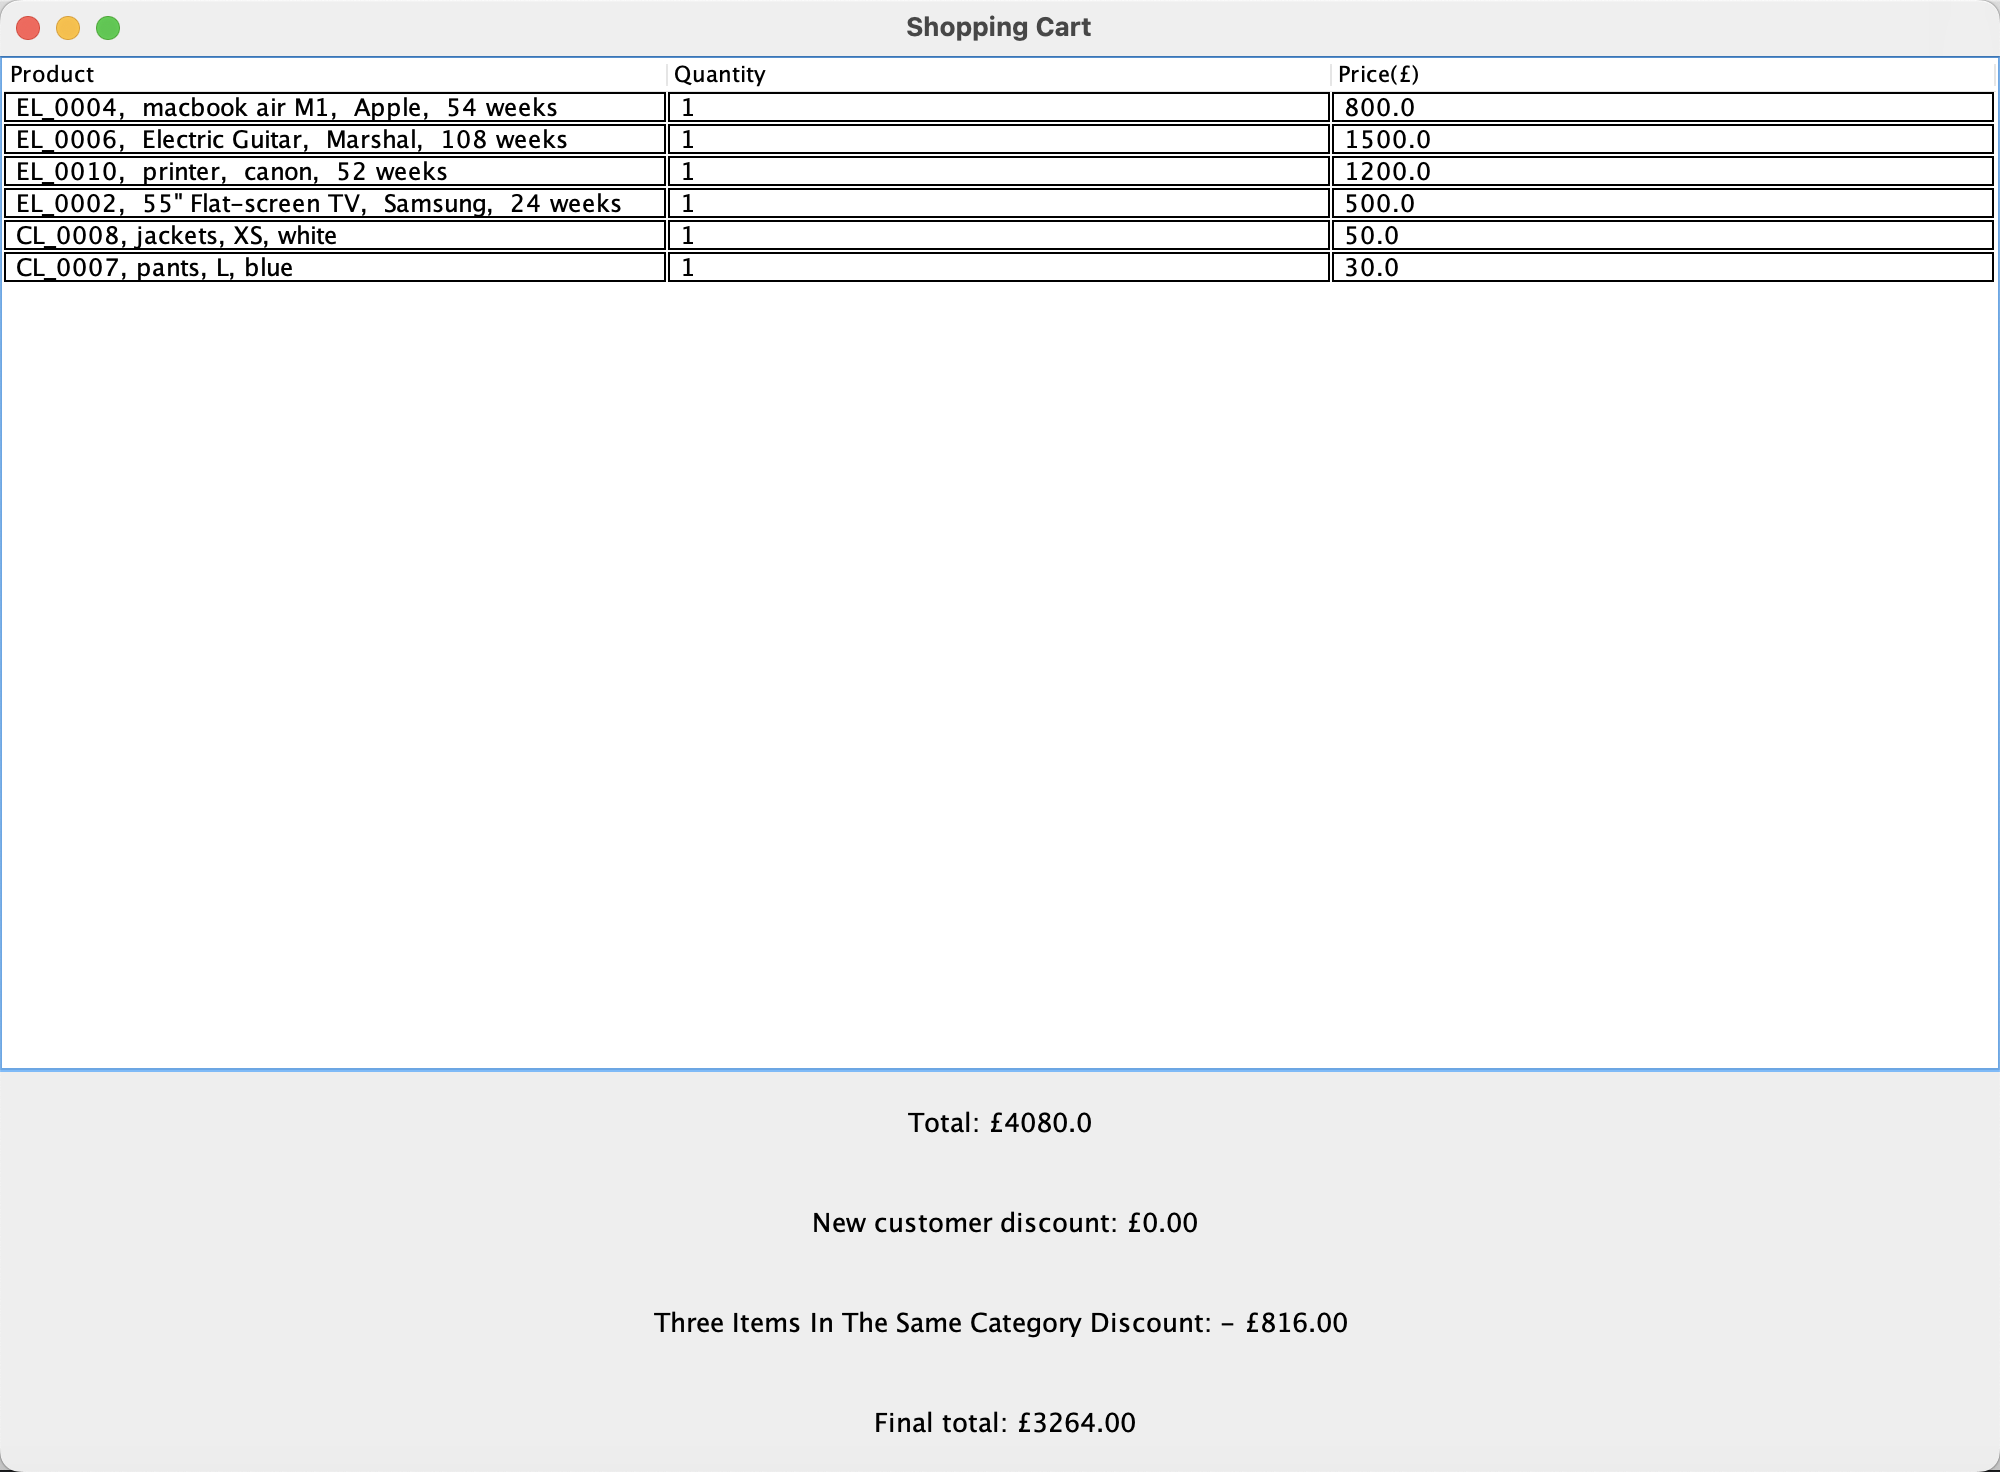 Shopping Cart
Product Quantity Price(£)
EL_0004, macbook air M1, Apple, 54 weeks 1 800.0
EL_0006, Electric Guitar, Marshal, 108 weeks 1 1500.0
EL_0010, printer, canon, 52 weeks 1 1200.0
EL_0002, 55" Flat-screen TV, Samsung, 24 weeks 1 500.0
CL_0008, jackets, XS, white 1 50.0
CL_0007, pants, L, blue 1 30.0
Total: £4080.0
New customer discount: £0.00
Three Items In The Same Category Discount: - £816.00
Final total: £3264.00